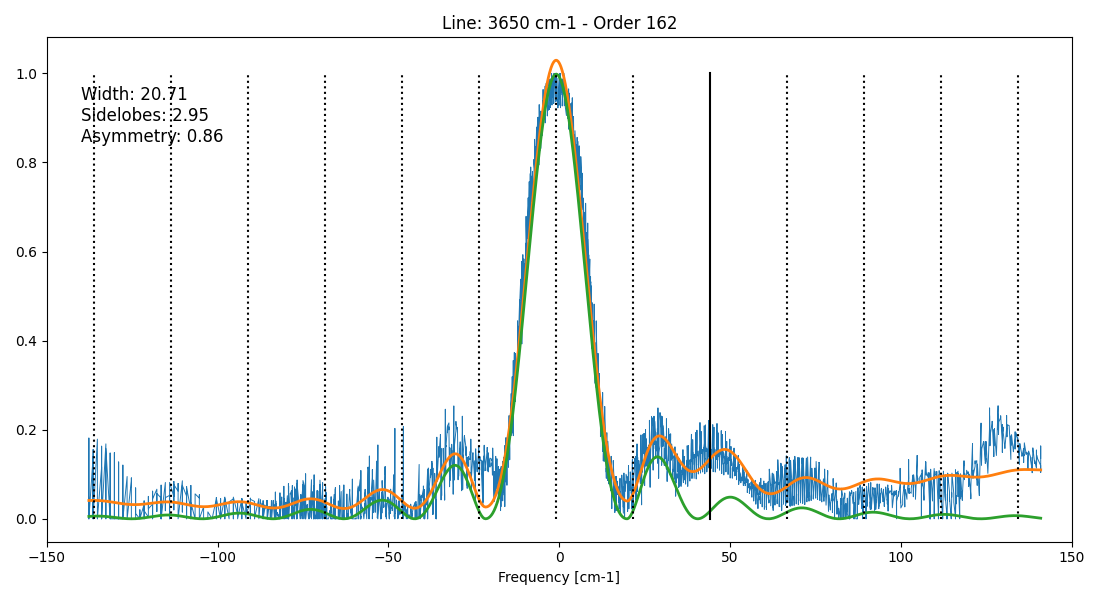 Line: 3650 cm-1 - Order 162
Width: 20.71
Sidelobes: 2.95
Asymmetry: 0.86
1.0
0.8
0.6
0.4
0.2
0.0
−150
−100
−50
0
50
100
150
Frequency [cm-1]